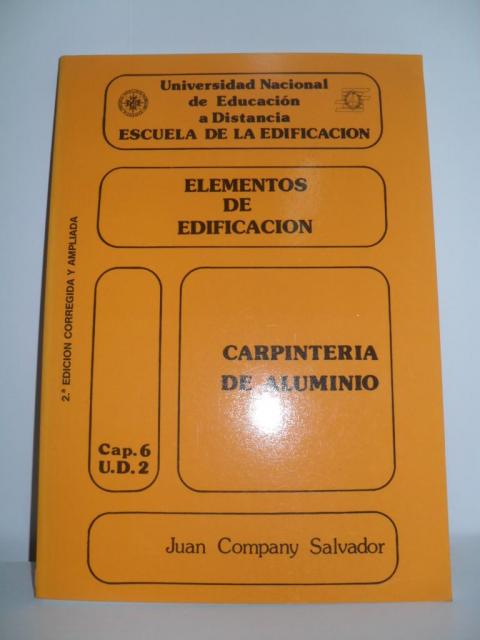 Universidad Nacional
de Educación
a Distancia
ESCUELA DE LA EDIFICACION
ELEMENTOS
DE
EDIFICACION
2.ª EDICION CORREGIDA Y AMPLIADA
CARPINTERIA
DE ALUMINIO
Cap. 6
U.D. 2
Juan Company Salvador